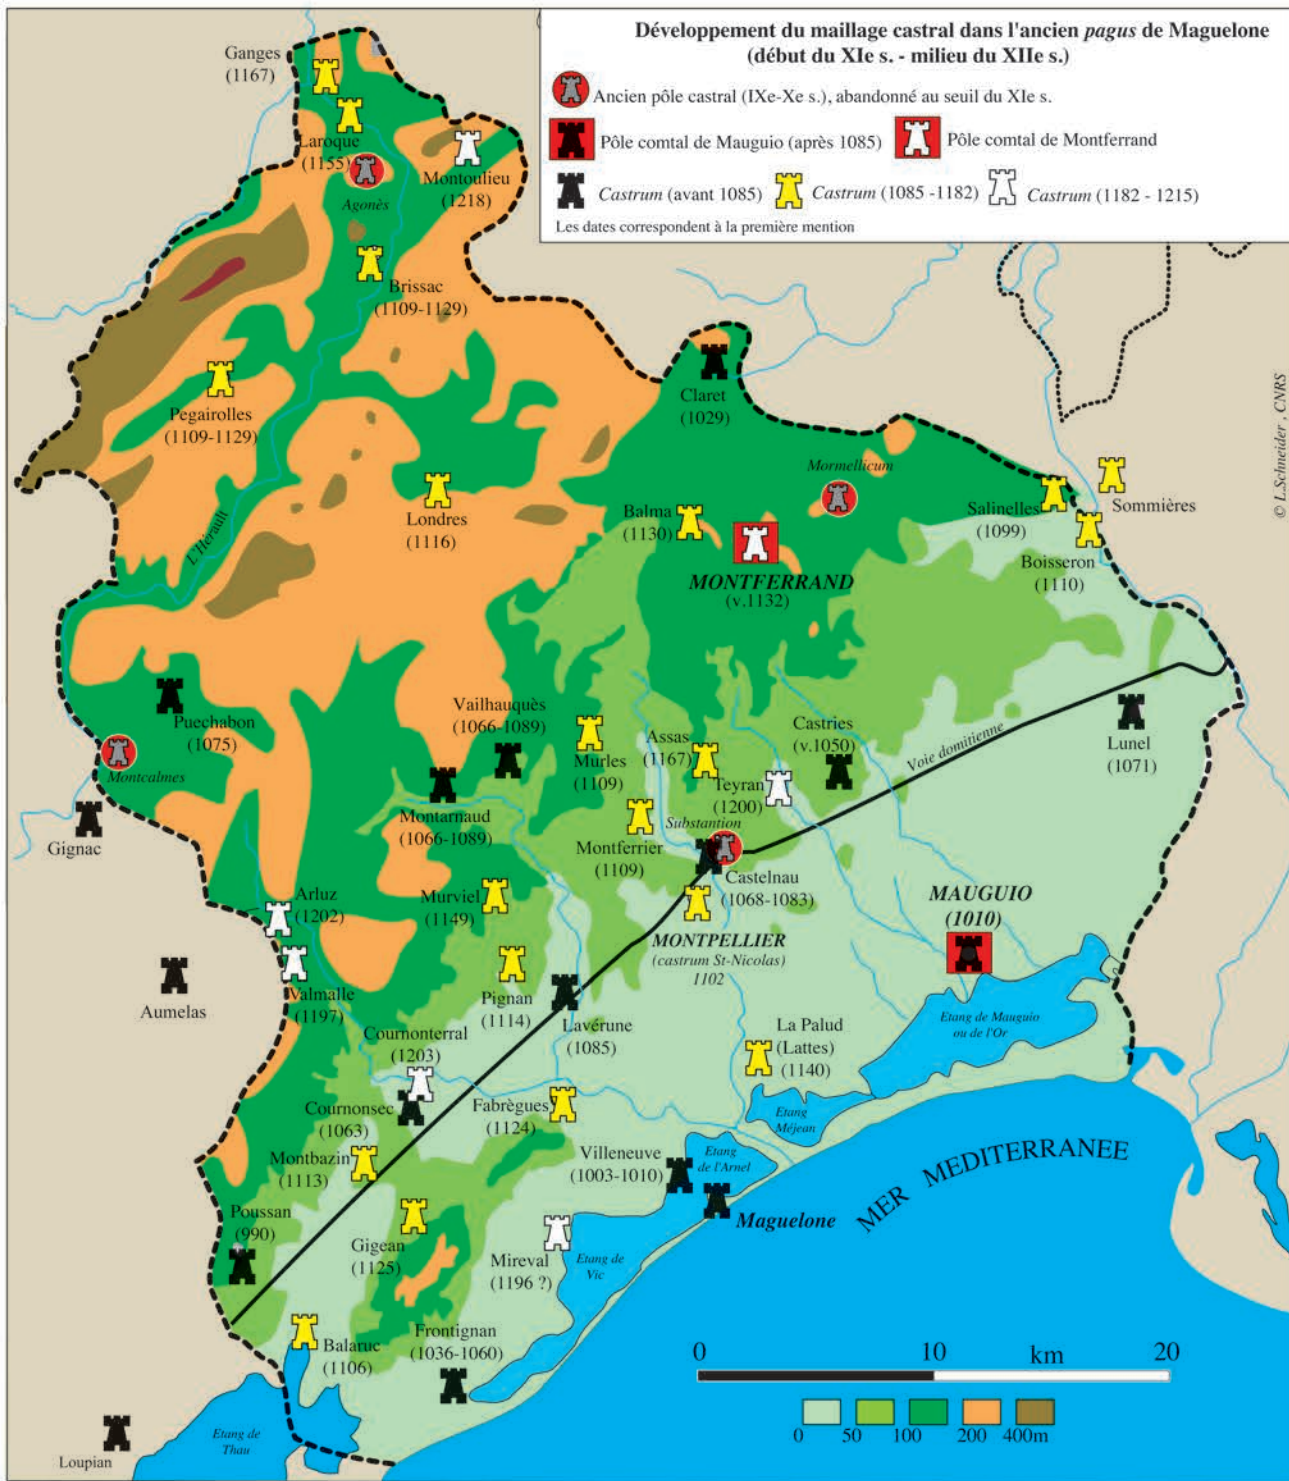 Développement du maillage castral dans l'ancien pagus de Maguelone
(début du XIe s. - milieu du XIIe s.)
Ancien pôle castral (IXe-Xe s.), abandonné au seuil du XIe s.
Pôle comtal de Mauguio (après 1085)
Pôle comtal de Montferrand
Castrum (avant 1085)
Castrum (1085 -1182)
Castrum (1182 - 1215)
Les dates correspondent à la première mention
© L.Schneider , CNRS
Ganges
(1167)
Laroque
(1155)
Agonès
Montoulieu
(1218)
Brissac
(1109-1129)
Pegairolles
(1109-1129)
Claret
(1029)
L'Hérault
Londres
(1116)
Balma
(1130)
Mormellicum
MONTFERRAND
(v.1132)
Salinelles
(1099)
Sommières
Boisseron
(1110)
Puechabon
(1075)
Montcalmes
Gignac
Vailhauquès
(1066-1089)
Montarnaud
(1066-1089)
Murles
(1109)
Assas
(1167)
Teyran
(1200)
Castries
(v.1050)
Voie domitienne
Lunel
(1071)
Montferrier
(1109)
Substantion
Castelnau
(1068-1083)
MONTPELLIER
(castrum St-Nicolas)
1102
MAUGUIO
(1010)
Arluz
(1202)
Murviel
(1149)
Aumelas
Valmalle
(1197)
Pignan
(1114)
Lavérune
(1085)
Cournonterral
(1203)
La Palud
(Lattes)
(1140)
Etang de Mauguio
ou de l'Or
Cournonsec
(1063)
Fabrègues
(1124)
Etang
Méjean
Montbazin
(1113)
Villeneuve
(1003-1010)
Etang
de l'Arnel
Maguelone
MER MEDITERRANEE
Poussan
(990)
Gigean
(1125)
Mireval
(1196 ?)
Etang de
Vic
Balaruc
(1106)
Frontignan
(1036-1060)
Loupian
Etang de
Thau
0 10 km 20
0 50 100 200 400m